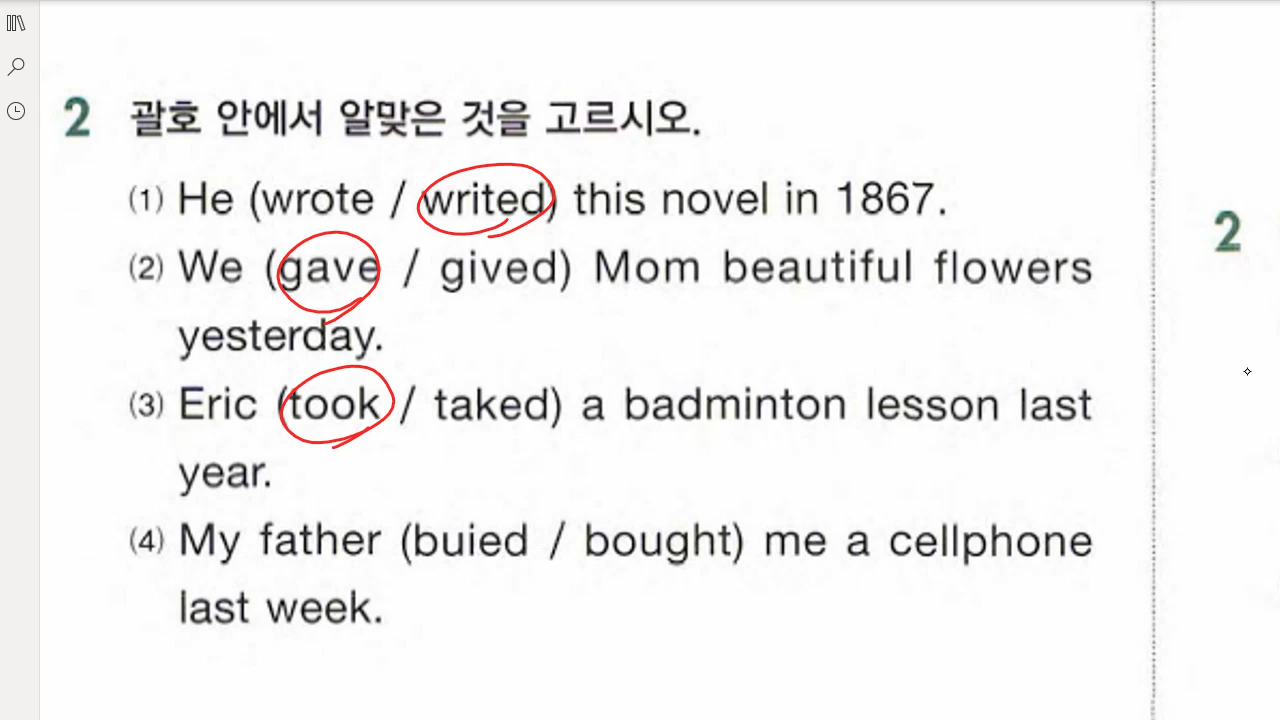 2 괄호 안에서 알맞은 것을 고르시오.
(1) He (wrote / writed) this novel in 1867.
(2) We (gave / gived) Mom beautiful flowers
yesterday.
(3) Eric (took / taked) a badminton lesson last
year.
(4) My father (buied / bought) me a cellphone
last week.
2